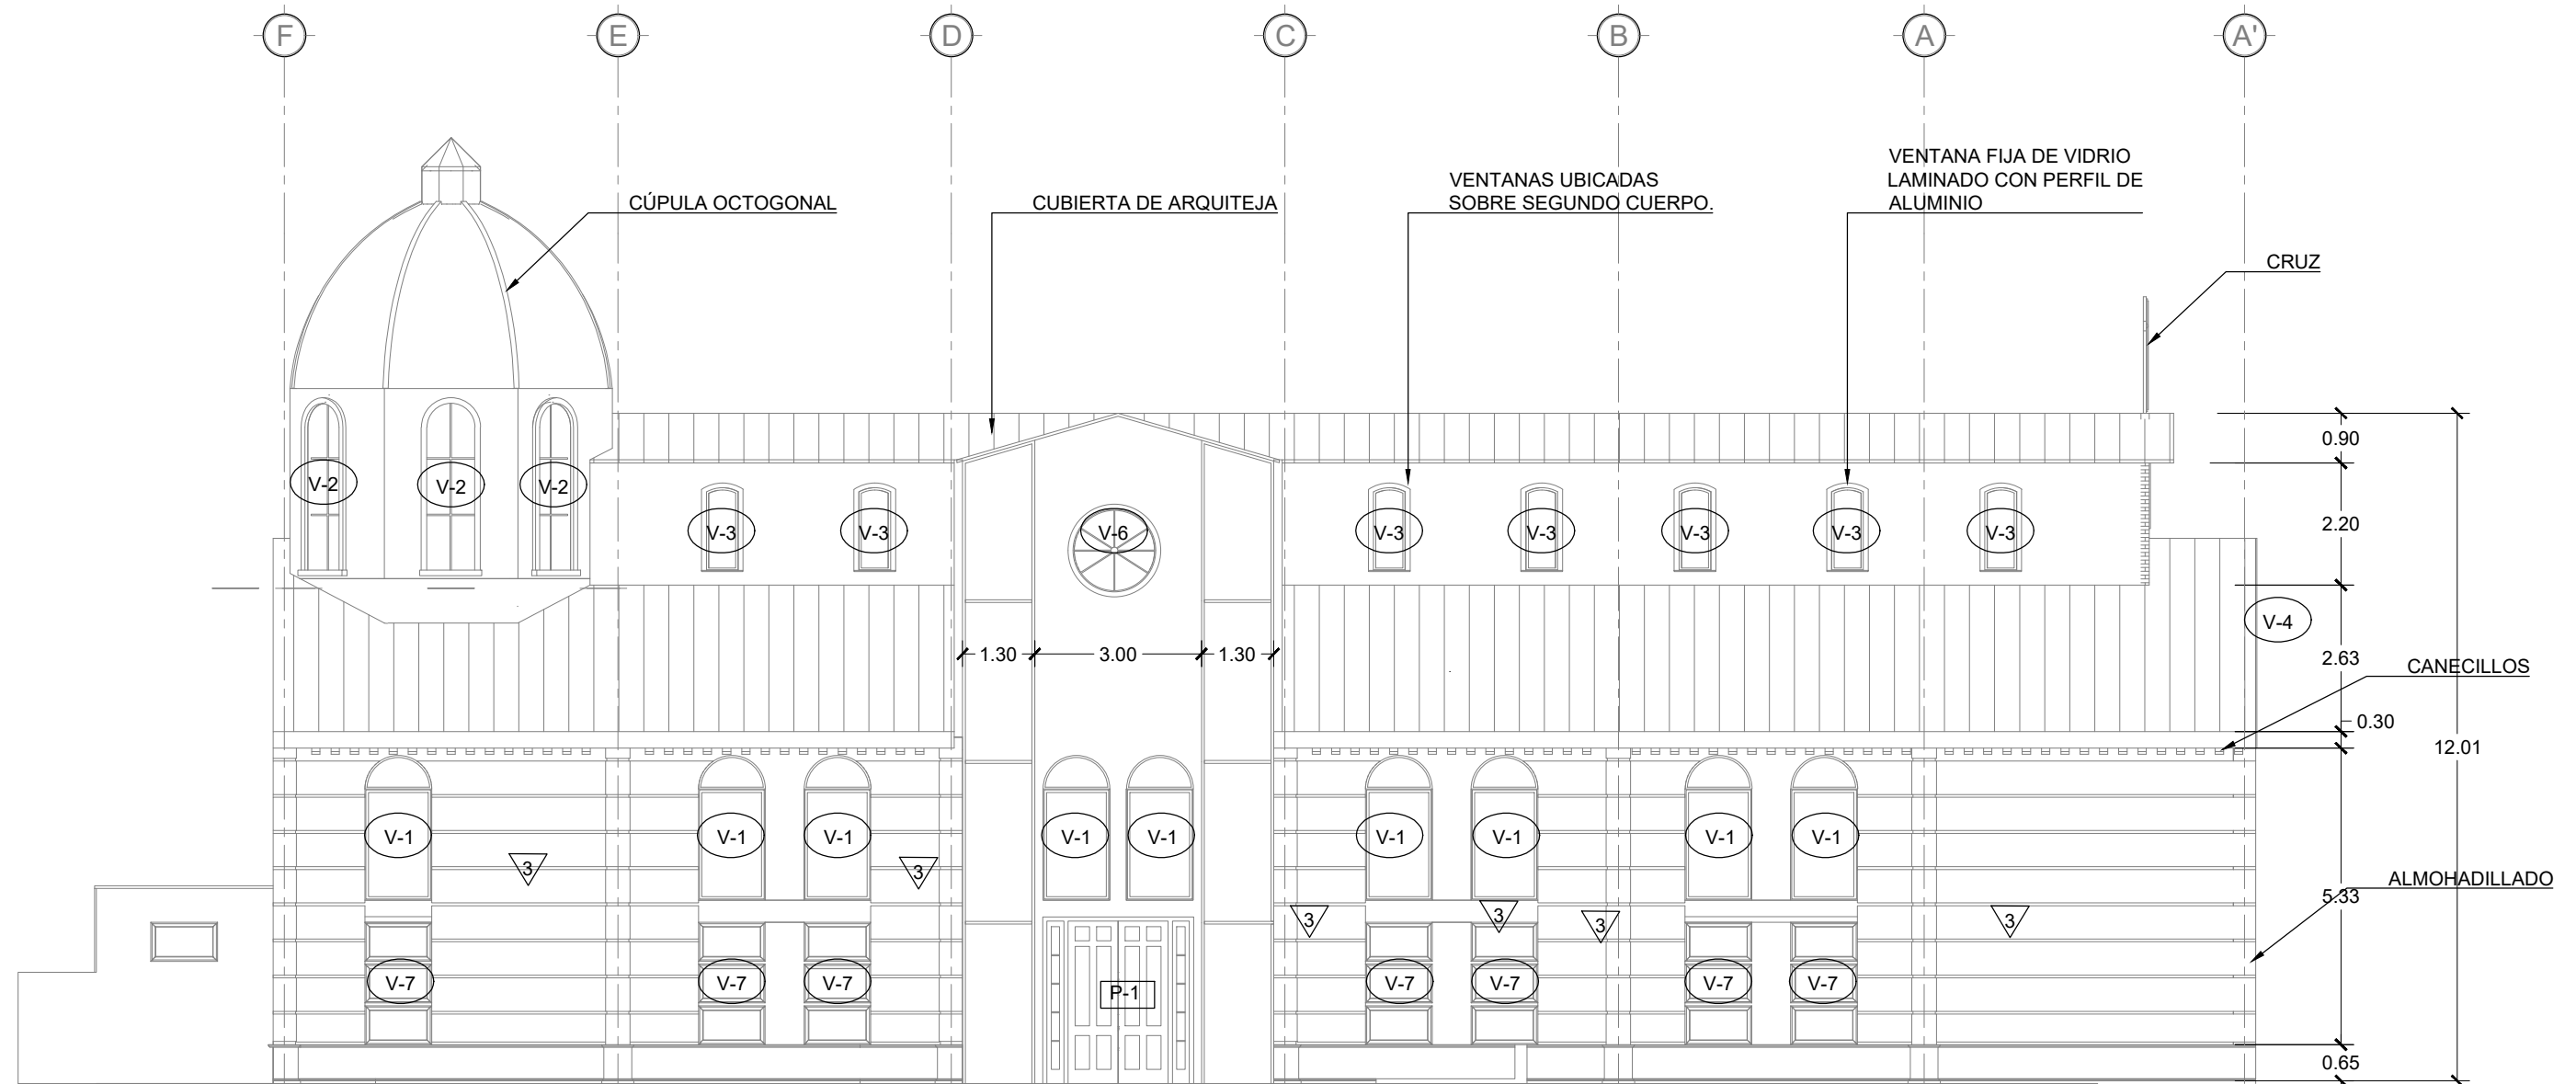 F E D C B A A'
VENTANA FIJA DE VIDRIO
LAMINADO CON PERFIL DE
ALUMINIO
VENTANAS UBICADAS
SOBRE SEGUNDO CUERPO.
CÚPULA OCTOGONAL
CUBIERTA DE ARQUITEJA
CRUZ
0.90
V-2 V-2 V-2
V-3 V-3 V-6 V-3 V-3 V-3 V-3 V-3
2.20
V-4
1.30 3.00 1.30
2.63
CANECILLOS
0.30
12.01
V-1 V-1 V-1 V-1 V-1 V-1 V-1 V-1 V-1
3 3
ALMOHADILLADO
5.33
3 3 3 3
V-7 V-7 V-7 V-7 V-7 V-7 V-7
P-1
0.65